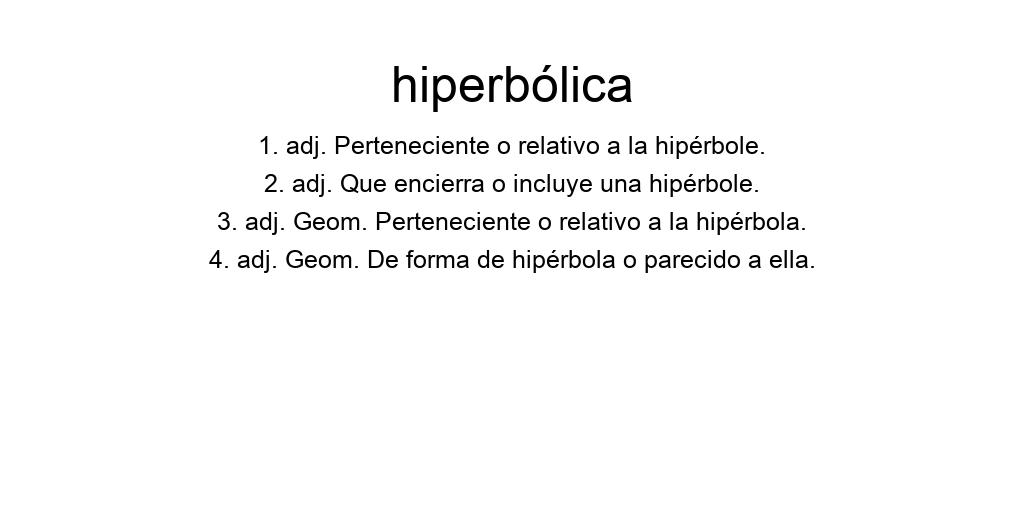 hiperbólica
1. adj. Perteneciente o relativo a la hipérbole.
2. adj. Que encierra o incluye una hipérbole.
3. adj. Geom. Perteneciente o relativo a la hipérbola.
4. adj. Geom. De forma de hipérbola o parecido a ella.